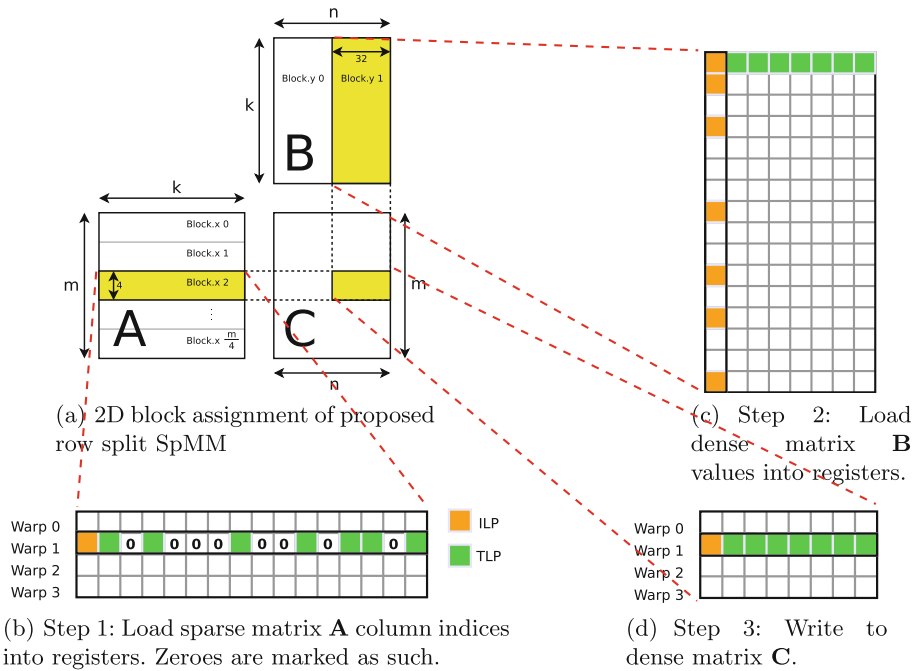 n
32
Block.y 0
Block.y 1
k
B
k
Block.x 0
Block.x 1
m
4
Block.x 2
⋮
A
Block.x m/4
C
m
n
(a) 2D block assignment of proposed
row split SpMM
(c) Step 2: Load
dense matrix B
values into registers.
Warp 0
Warp 1 0 0 0 0 0 0 0 0
Warp 2
Warp 3
ILP
TLP
(b) Step 1: Load sparse matrix A column indices
into registers. Zeroes are marked as such.
Warp 0
Warp 1
Warp 2
Warp 3
(d) Step 3: Write to
dense matrix C.